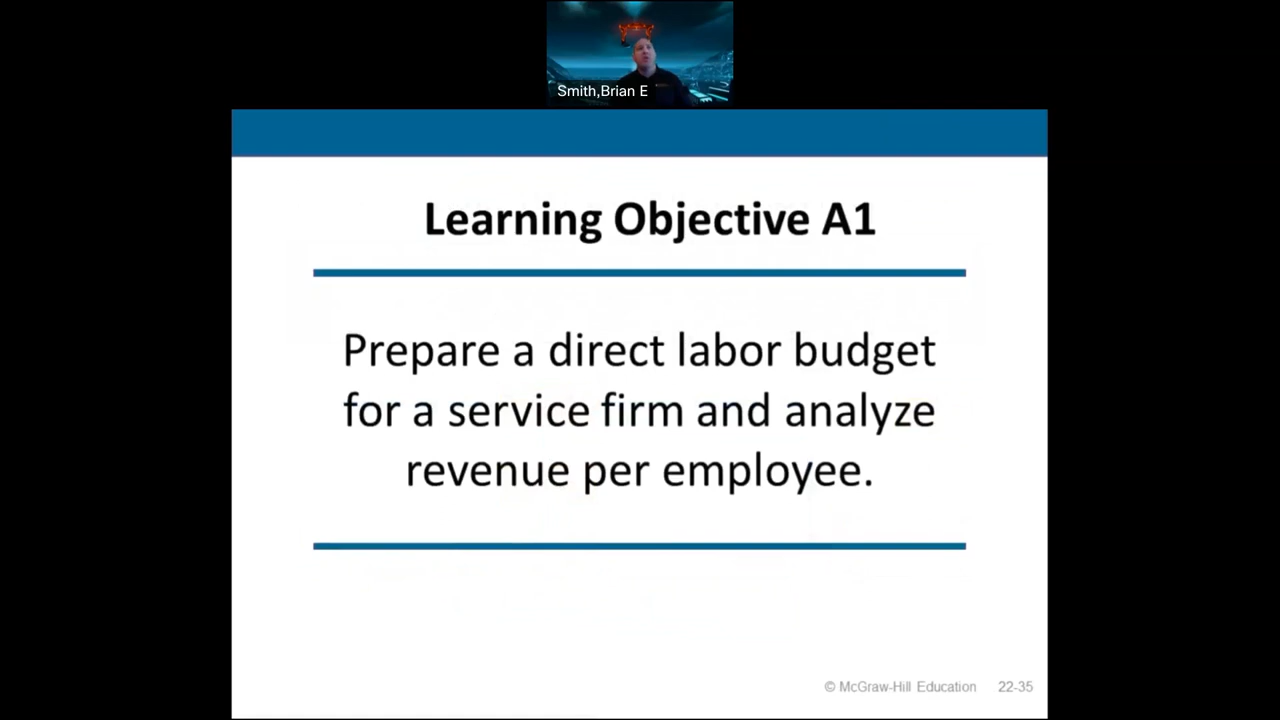 Smith,Brian E
Learning Objective A1
Prepare a direct labor budget
for a service firm and analyze
revenue per employee.
© McGraw-Hill Education 22-35